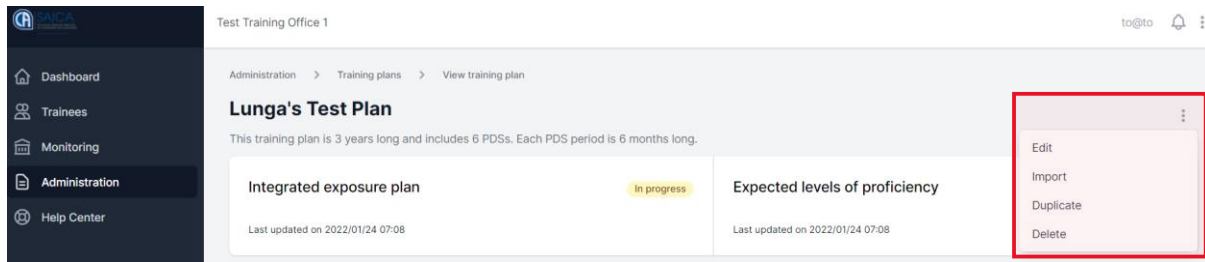 SAICA
Test Training Office 1
to@to
Dashboard
Trainees
Monitoring
Administration
Help Center
Administration > Training plans > View training plan
Lunga's Test Plan
This training plan is 3 years long and includes 6 PDSs. Each PDS period is 6 months long.
Integrated exposure plan
In progress
Last updated on 2022/01/24 07:08
Expected levels of proficiency
Last updated on 2022/01/24 07:08
Edit
Import
Duplicate
Delete